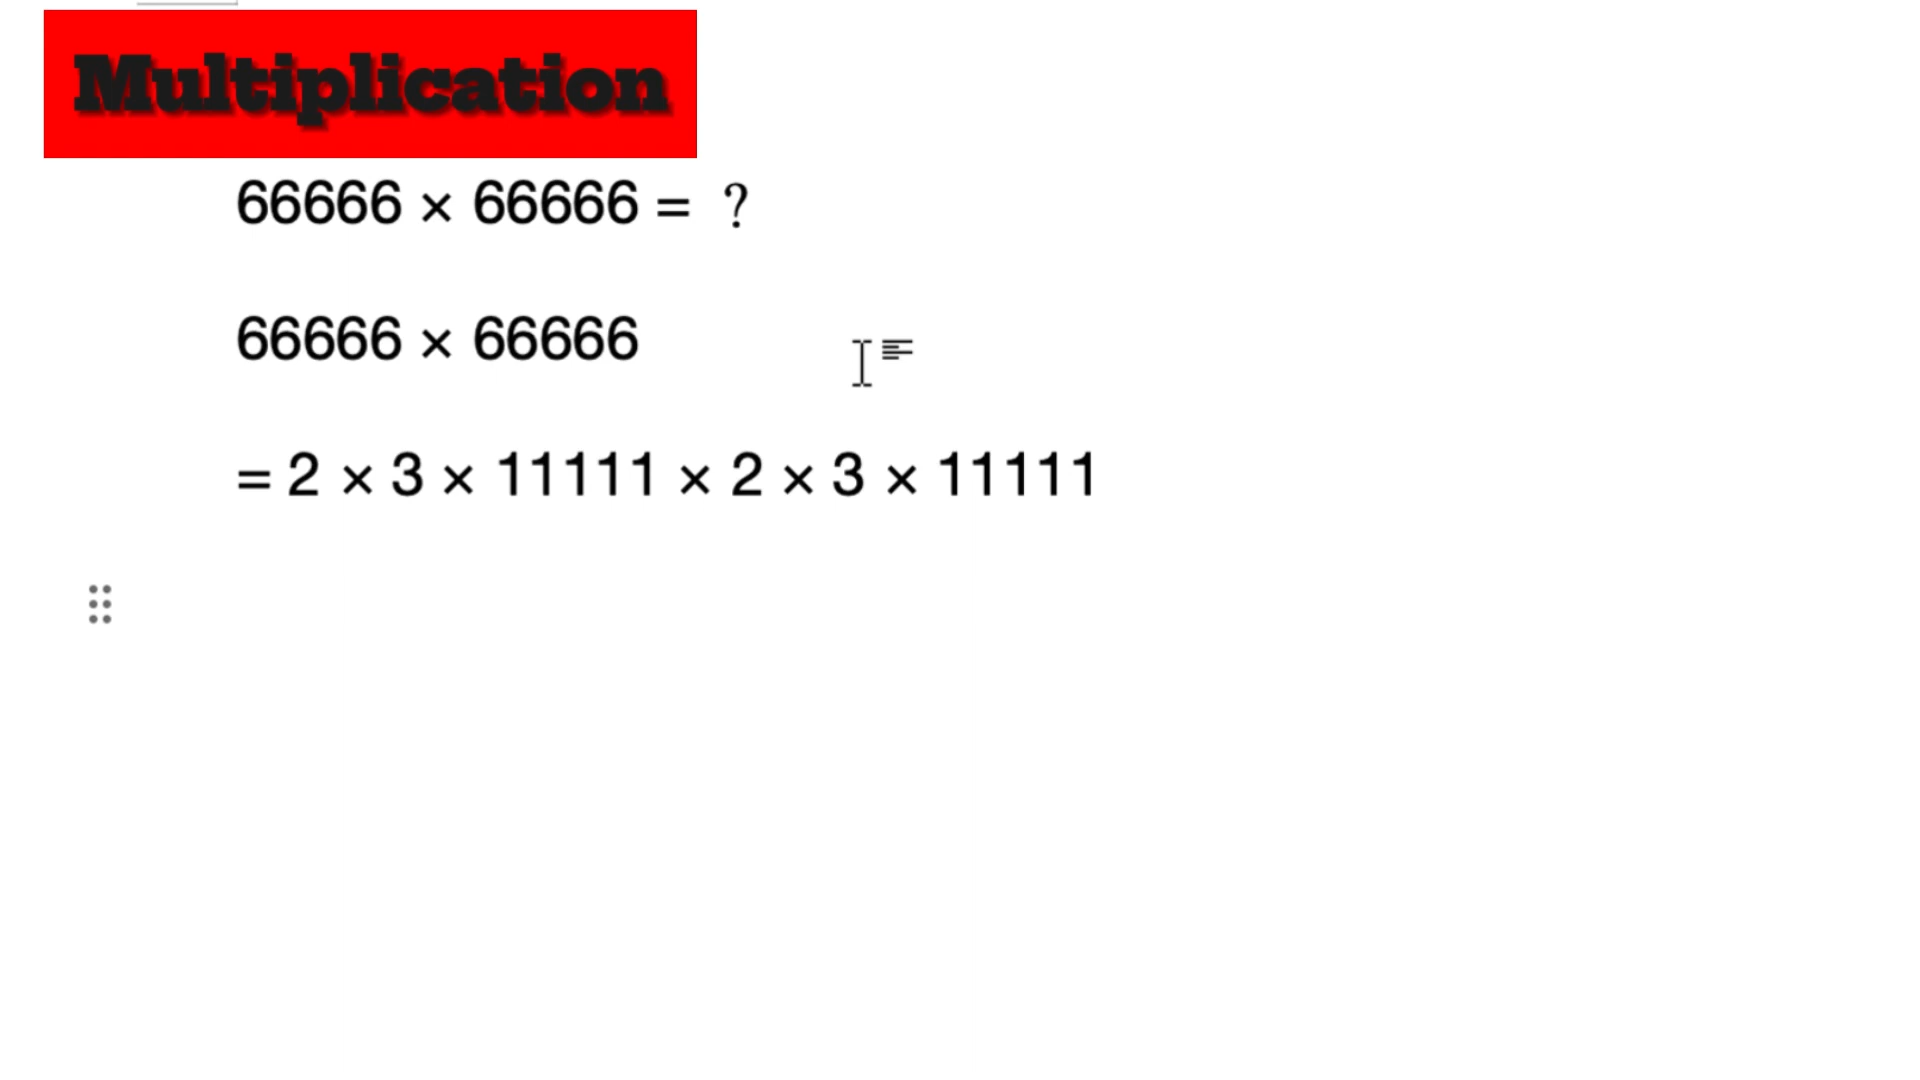 Multiplication
66666 × 66666 = ?
66666 × 66666
= 2 × 3 × 11111 × 2 × 3 × 11111